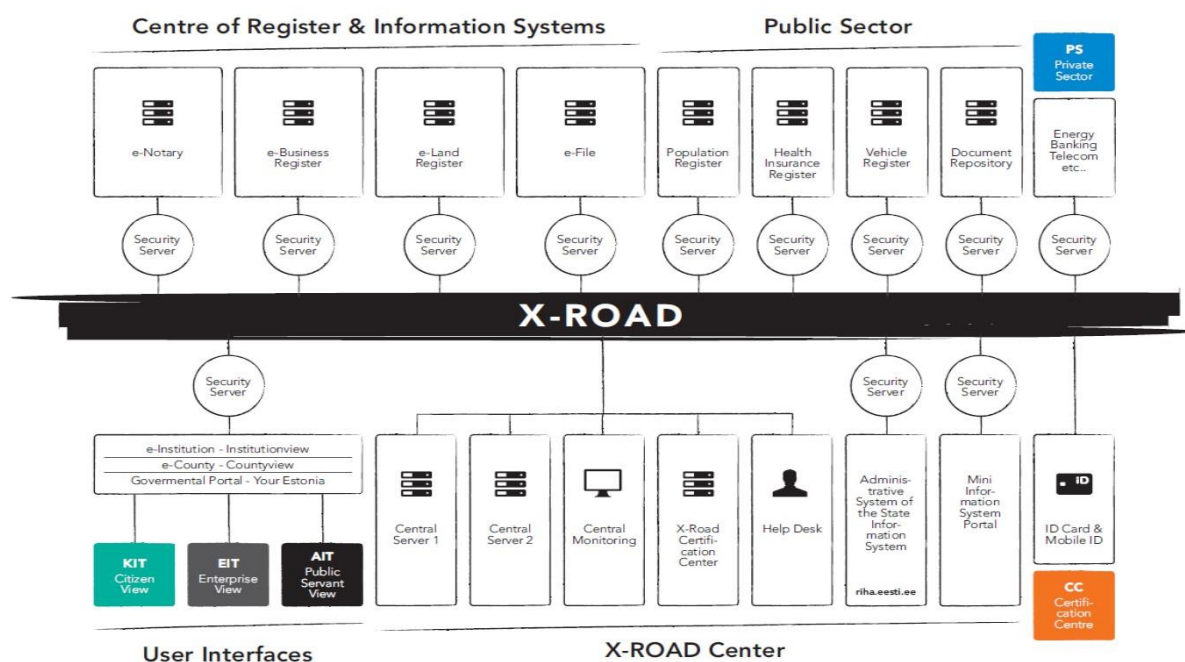 Centre of Register & Information Systems
Public Sector
PS
Private
Sector
e-Notary
e-Business
Register
e-Land
Register
e-File
Population
Register
Health
Insurance
Register
Vehicle
Register
Document
Repository
Energy
Banking
Telecom
etc..
Security
Server
Security
Server
Security
Server
Security
Server
Security
Server
Security
Server
Security
Server
Security
Server
Security
Server
X-ROAD
Security
Server
Security
Server
Security
Server
e-Institution - Institutionview
e-County - Countyview
Govermental Portal - Your Estonia
KIT
Citizen
View
EIT
Enterprise
View
AIT
Public
Servant
View
Central
Server 1
Central
Server 2
Central
Monitoring
X-Road
Certifi-
cation
Center
Help Desk
Adminis-
trative
System of
the State
Infor-
mation
System
riha.eesti.ee
Mini
Infor-
mation
System
Portal
iD
ID Card &
Mobile ID
CC
Certifi-
cation
Centre
User Interfaces
X-ROAD Center